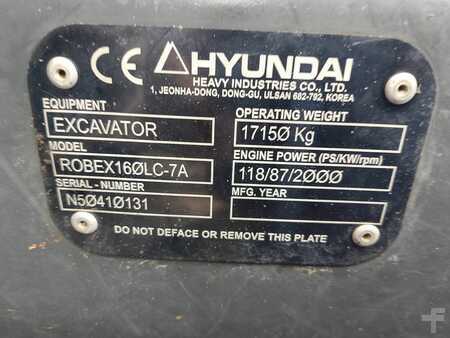 CE HYUNDAI
HEAVY INDUSTRIES CO., LTD.
1, JEONHA-DONG, DONG-GU, ULSAN 682-792, KOREA
EQUIPMENT
EXCAVATOR
OPERATING WEIGHT
17150 Kg
MODEL
ROBEX160LC-7A
ENGINE POWER (PS/KW/rpm)
118/87/2000
SERIAL - NUMBER
N50410131
MFG. YEAR
DO NOT DEFACE OR REMOVE THIS PLATE